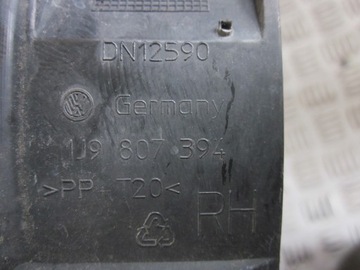 DN12590
Germany
1J9 807 394
>PP+T20<
RH